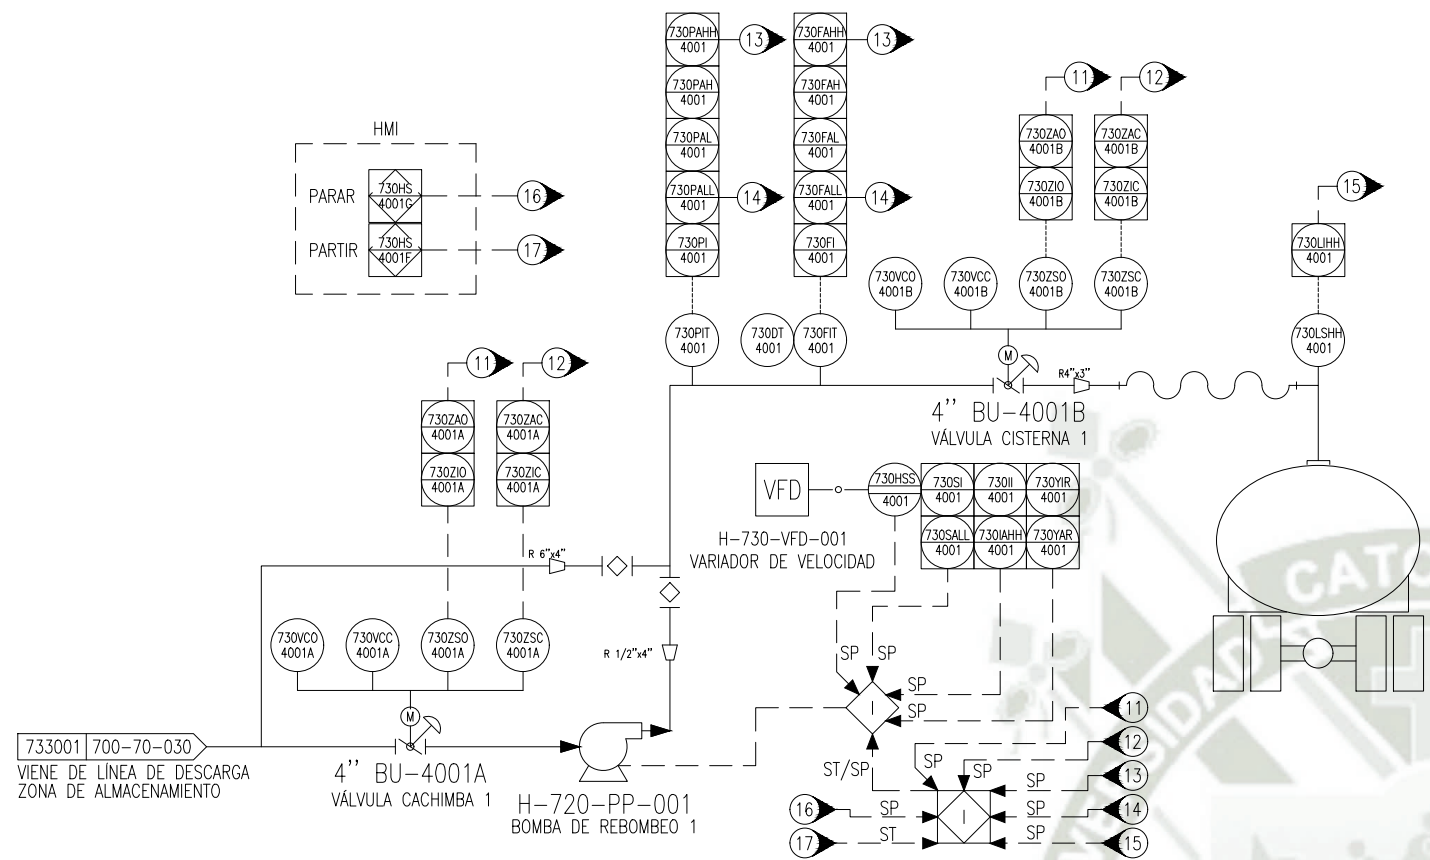 730PAHH
4001
13
730FAHH
4001
13
730PAH
4001
730FAH
4001
11
12
HMI
730PAL
4001
730FAL
4001
730ZAO
4001B
730ZAC
4001B
PARAR
730HS
4001G
16
730PALL
4001
14
730FALL
4001
14
730ZIO
4001B
730ZIC
4001B
15
PARTIR
730HS
4001F
17
730PI
4001
730FI
4001
730LIHH
4001
730VCO
4001B
730VCC
4001B
730ZSO
4001B
730ZSC
4001B
730PIT
4001
730DT
4001
730FIT
4001
730LSHH
4001
M
11
12
R4"x3"
4'' BU-4001B
VÁLVULA CISTERNA 1
730ZAO
4001A
730ZAC
4001A
730ZIO
4001A
730ZIC
4001A
VFD
730HSS
4001
730SI
4001
730II
4001
730YIR
4001
H-730-VFD-001
VARIADOR DE VELOCIDAD
730SALL
4001
730IAHH
4001
730YAR
4001
R 6"x4"
CATO
730VCO
4001A
730VCC
4001A
730ZSO
4001A
730ZSC
4001A
R 1/2"x4"
SP
SP
SP
SP
I
M
11
733001
700-70-030
VIENE DE LÍNEA DE DESCARGA
ZONA DE ALMACENAMIENTO
4'' BU-4001A
VÁLVULA CACHIMBA 1
H-720-PP-001
BOMBA DE REBOMBEO 1
ST/SP
SP
SP
12
SP
13
16
SP
I
SP
14
17
ST
SP
15